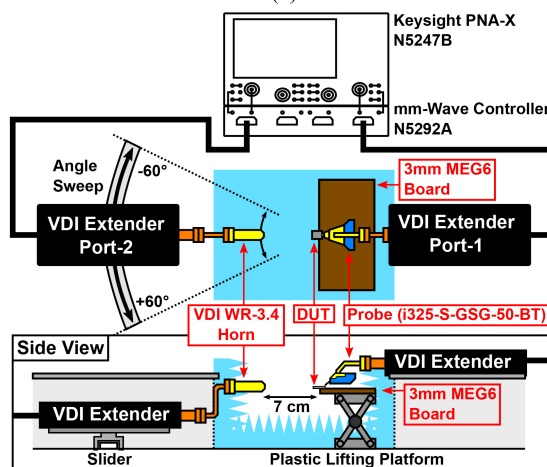 Keysight PNA-X
N5247B
mm-Wave Controller
N5292A
Angle
Sweep
-60°
+60°
3mm MEG6
Board
VDI Extender
Port-2
VDI Extender
Port-1
VDI WR-3.4
Horn
DUT
Probe (i325-S-GSG-50-BT)
Side View
VDI Extender
VDI Extender
7 cm
3mm MEG6
Board
Slider
Plastic Lifting Platform